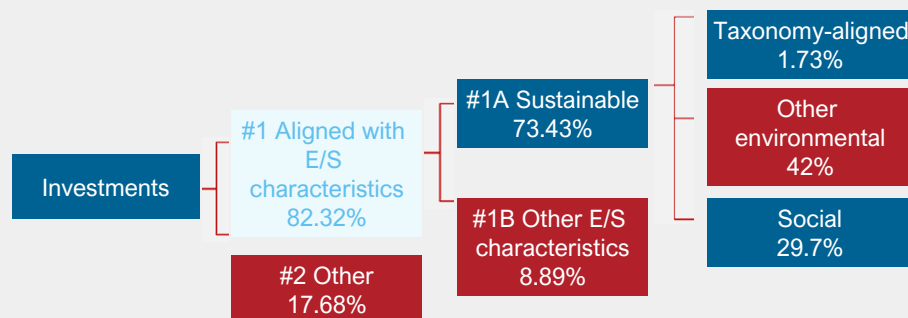 Investments
#1 Aligned with
E/S
characteristics
82.32%
#2 Other
17.68%
#1A Sustainable
73.43%
#1B Other E/S
characteristics
8.89%
Taxonomy-aligned
1.73%
Other
environmental
42%
Social
29.7%